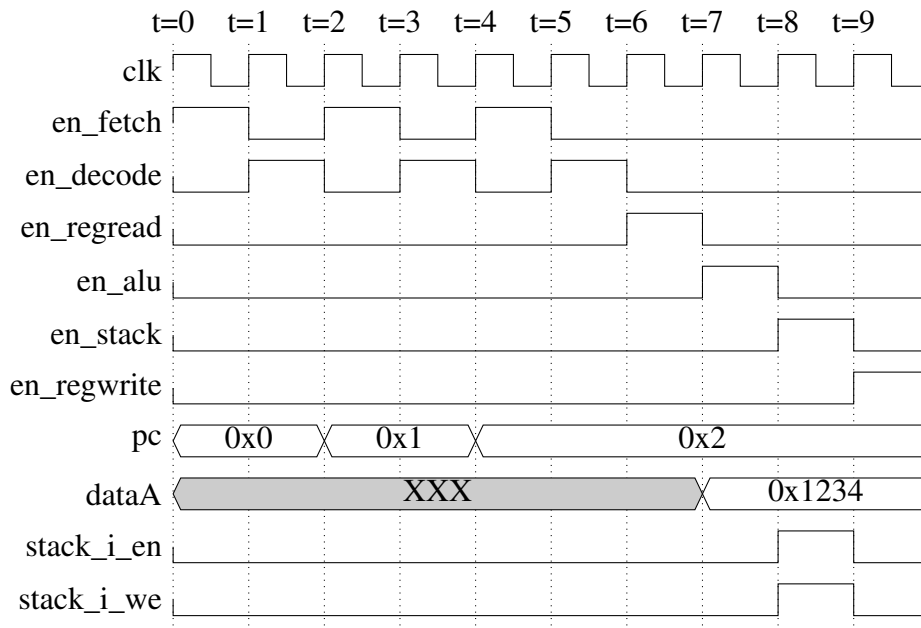 t=0 t=1 t=2 t=3 t=4 t=5 t=6 t=7 t=8 t=9
clk
en_fetch
en_decode
en_regread
en_alu
en_stack
en_regwrite
pc 0x0 0x1 0x2
dataA XXX 0x1234
stack_i_en
stack_i_we